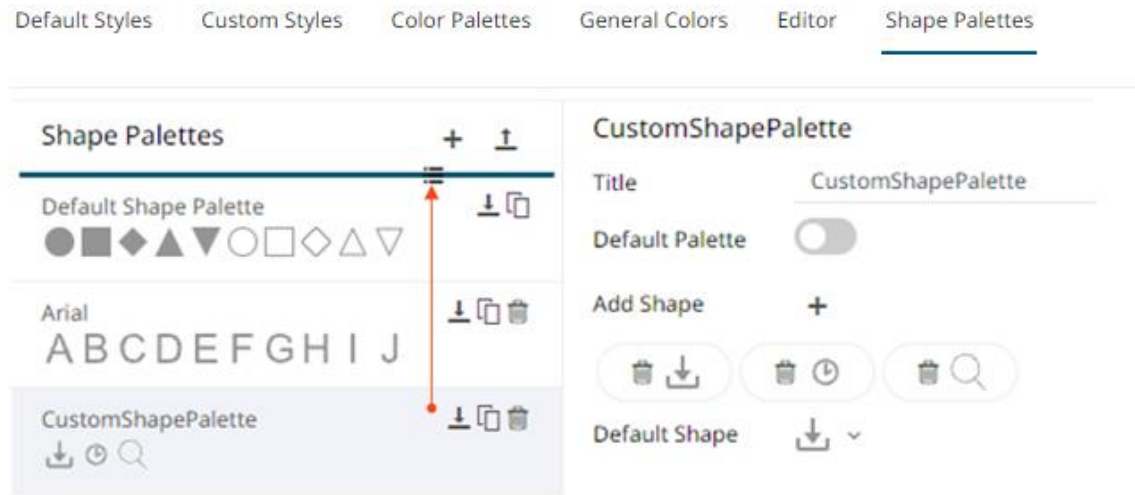 Default Styles Custom Styles Color Palettes General Colors Editor Shape Palettes
Shape Palettes
Default Shape Palette
Arial
A B C D E F G H I J
CustomShapePalette
CustomShapePalette
Title CustomShapePalette
Default Palette
Add Shape
Default Shape